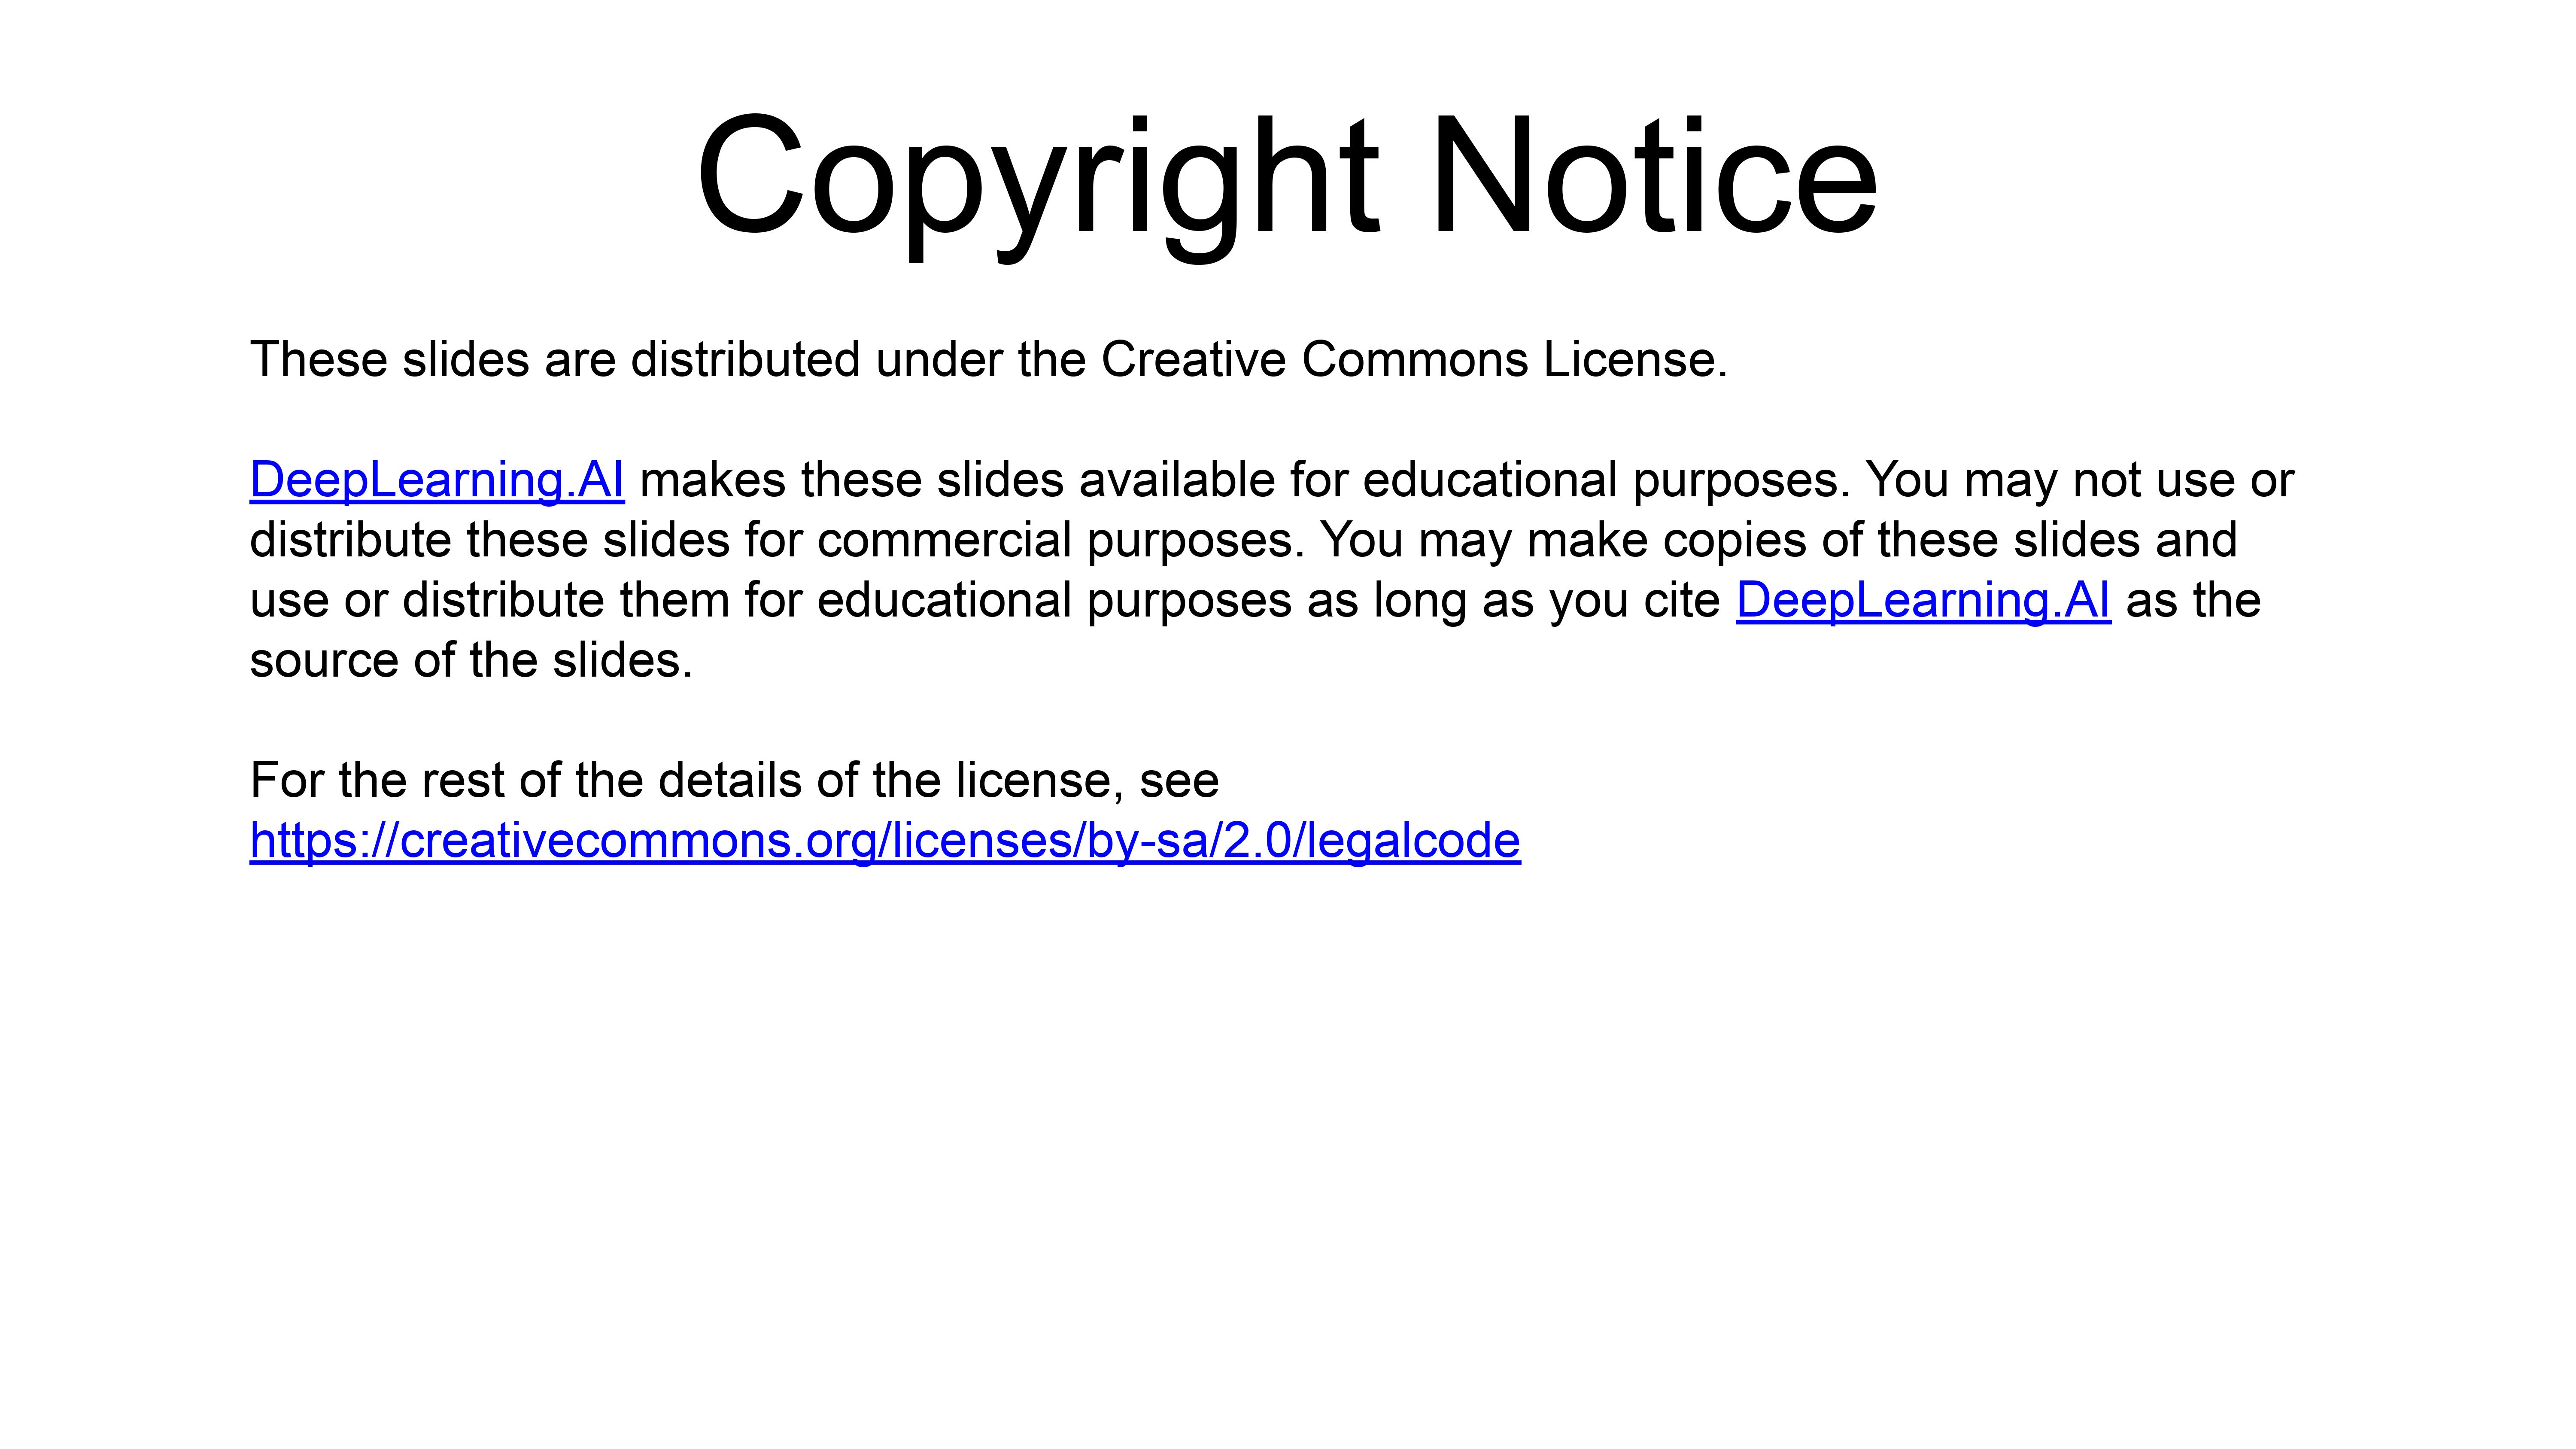 Copyright Notice
These slides are distributed under the Creative Commons License.
DeepLearning.AI makes these slides available for educational purposes. You may not use or
distribute these slides for commercial purposes. You may make copies of these slides and
use or distribute them for educational purposes as long as you cite DeepLearning.AI as the
source of the slides.
For the rest of the details of the license, see
https://creativecommons.org/licenses/by-sa/2.0/legalcode